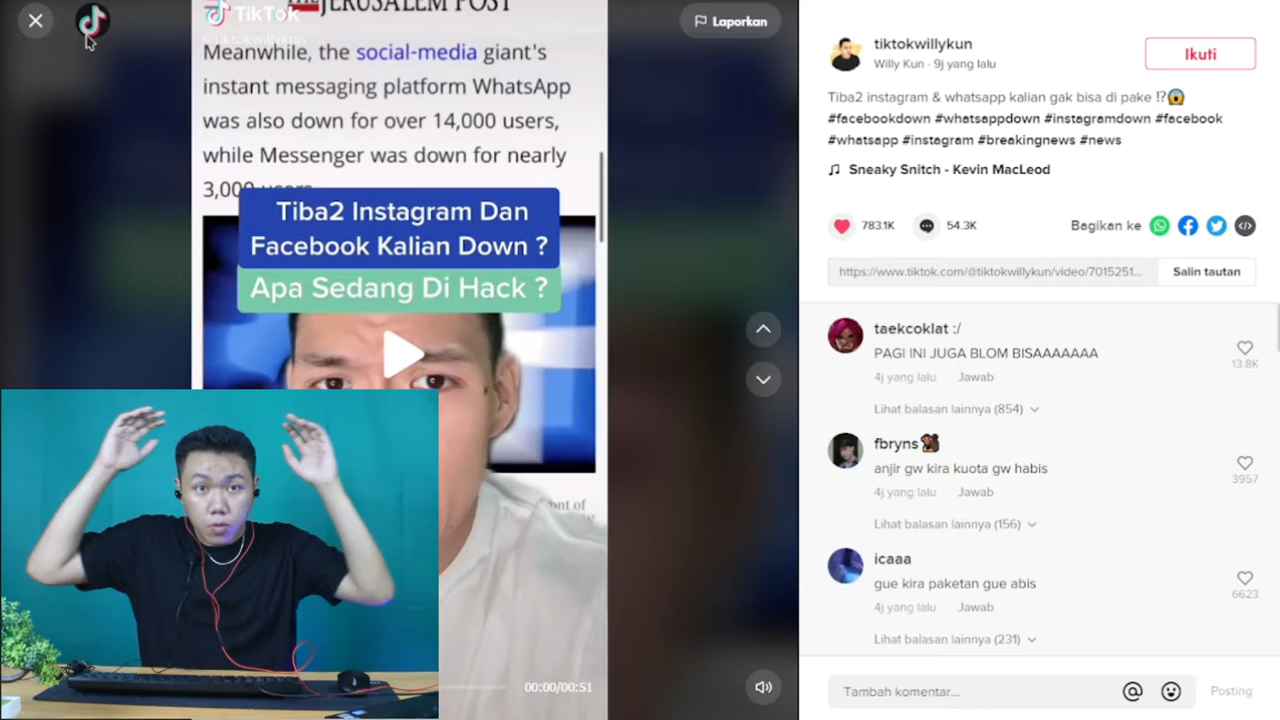 JERUSALEM POST
TikTok
@ tiktokwillykun
Meanwhile, the social-media giant's
instant messaging platform WhatsApp
was also down for over 14,000 users,
while Messenger was down for nearly
3,000 users.
Tiba2 Instagram Dan
Facebook Kalian Down ?
Apa Sedang Di Hack ?
00:00/00:51
Laporkan
tiktokwillykun
Willy Kun · 9j yang lalu
Ikuti
Tiba2 instagram & whatsapp kalian gak bisa di pake !?😱
#facebookdown #whatsappdown #instagramdown #facebook
#whatsapp #instagram #breakingnews #news
Sneaky Snitch - Kevin MacLeod
783.1K
54.3K
Bagikan ke
https://www.tiktok.com/@tiktokwillykun/video/7015251...
Salin tautan
taekcoklat :/
PAGI INI JUGA BLOM BISAAAAAAA
13.8K
4j yang lalu Jawab
Lihat balasan lainnya (854)
fbryns🐒
anjir gw kira kuota gw habis
3957
4j yang lalu Jawab
Lihat balasan lainnya (156)
icaaa
gue kira paketan gue abis
6623
4j yang lalu Jawab
Lihat balasan lainnya (231)
Tambah komentar...
Posting